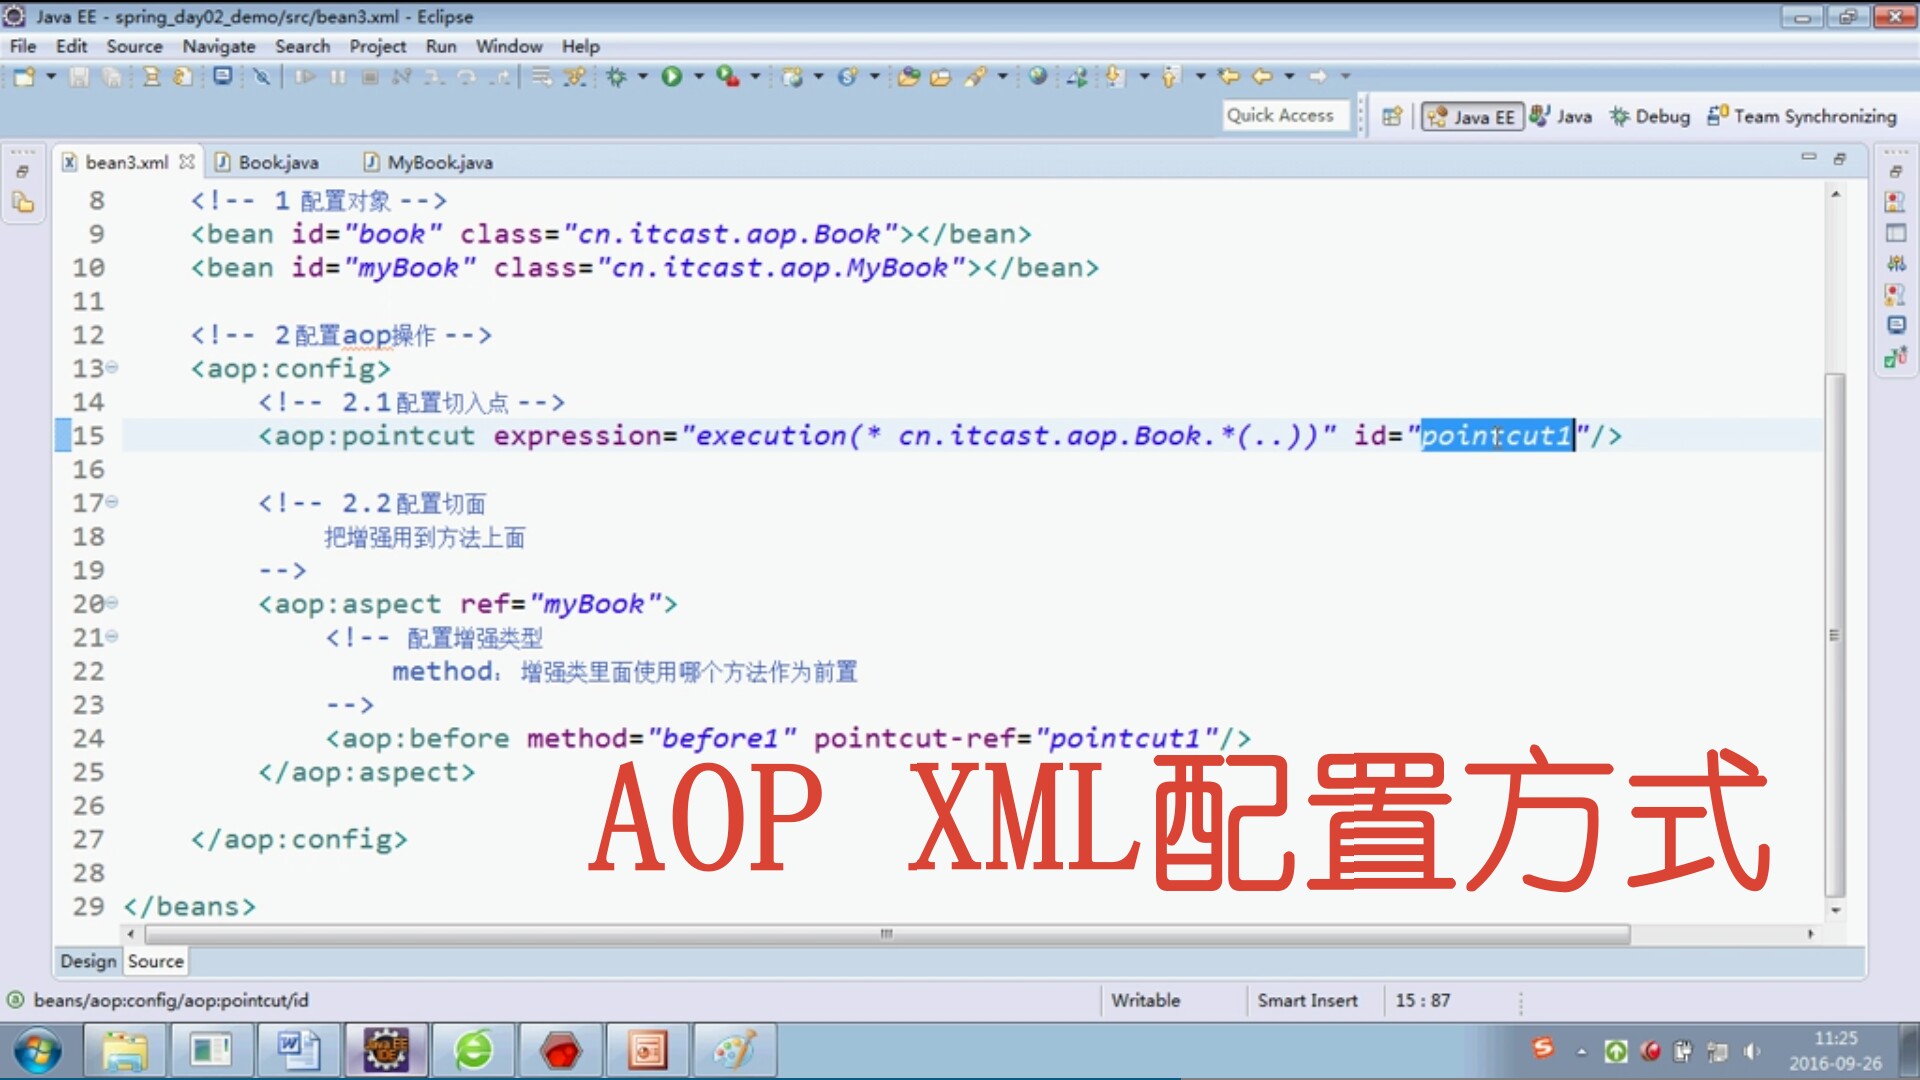 Java EE - spring_day02_demo/src/bean3.xml - Eclipse
File Edit Source Navigate Search Project Run Window Help
Quick Access Java EE Java Debug Team Synchronizing
bean3.xml Book.java MyBook.java
8 <!-- 1 配置对象 -->
9 <bean id="book" class="cn.itcast.aop.Book"></bean>
10 <bean id="myBook" class="cn.itcast.aop.MyBook"></bean>
11
12 <!-- 2 配置aop操作 -->
13 <aop:config>
14 <!-- 2.1 配置切入点 -->
15 <aop:pointcut expression="execution(* cn.itcast.aop.Book.*(..))" id="pointcut1"/>
16
17 <!-- 2.2 配置切面
18 把增强用到方法上面
19 -->
20 <aop:aspect ref="myBook">
21 <!-- 配置增强类型
22 method：增强类里面使用哪个方法作为前置
23 -->
24 <aop:before method="before1" pointcut-ref="pointcut1"/>
25 </aop:aspect>
26
27 </aop:config>
28
29 </beans>
AOP XML配置方式
Design Source
beans/aop:config/aop:pointcut/id Writable Smart Insert 15 : 87
11:25
2016-09-26